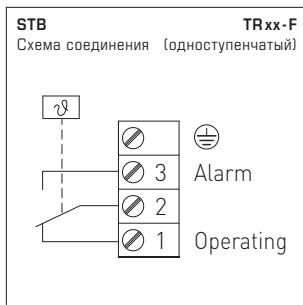 STB TRxx-F
Схема соединения (одноступенчатый)
ϑ
3 Alarm
2
1 Operating